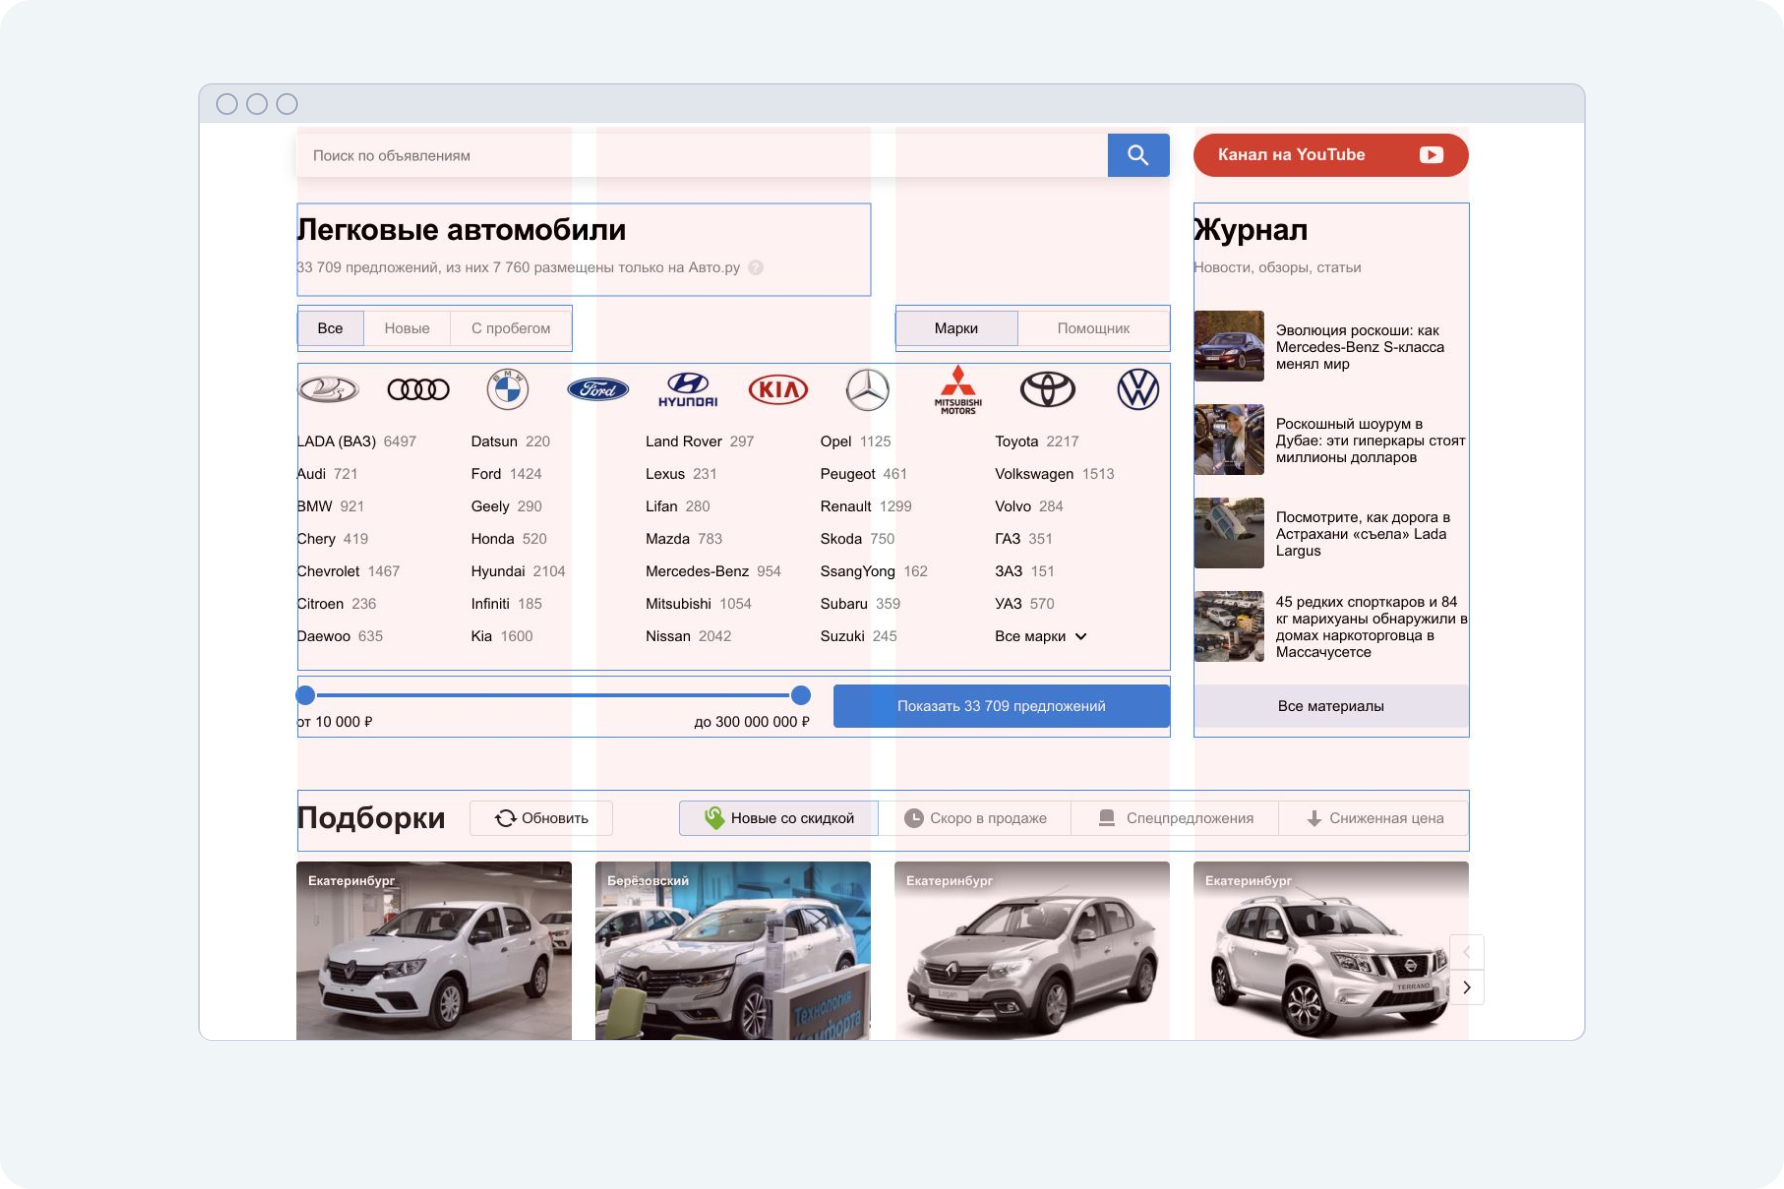 Поиск по объявлениям
Канал на YouTube
Легковые автомобили
33 709 предложений, из них 7 760 размещены только на Авто.ру ?
Все Новые С пробегом
Марки Помощник
BMW Ford HYUNDAI KIA MITSUBISHI MOTORS
LADA (ВАЗ) 6497 Datsun 220 Land Rover 297 Opel 1125 Toyota 2217
Audi 721 Ford 1424 Lexus 231 Peugeot 461 Volkswagen 1513
BMW 921 Geely 290 Lifan 280 Renault 1299 Volvo 284
Chery 419 Honda 520 Mazda 783 Skoda 750 ГАЗ 351
Chevrolet 1467 Hyundai 2104 Mercedes-Benz 954 SsangYong 162 ЗАЗ 151
Citroen 236 Infiniti 185 Mitsubishi 1054 Subaru 359 УАЗ 570
Daewoo 635 Kia 1600 Nissan 2042 Suzuki 245 Все марки
от 10 000 ₽ до 300 000 000 ₽
Показать 33 709 предложений
Журнал
Новости, обзоры, статьи
Эволюция роскоши: как
Mercedes-Benz S-класса
менял мир
Роскошный шоурум в
Дубае: эти гиперкары стоят
миллионы долларов
Посмотрите, как дорога в
Астрахани «съела» Lada
Largus
45 редких спорткаров и 84
кг марихуаны обнаружили в
домах наркоторговца в
Массачусетсе
Все материалы
Подборки
Обновить
Новые со скидкой Скоро в продаже Спецпредложения Сниженная цена
Екатеринбург Берёзовский Екатеринбург Екатеринбург
Технология
Комфорта
Logan
TERRANO